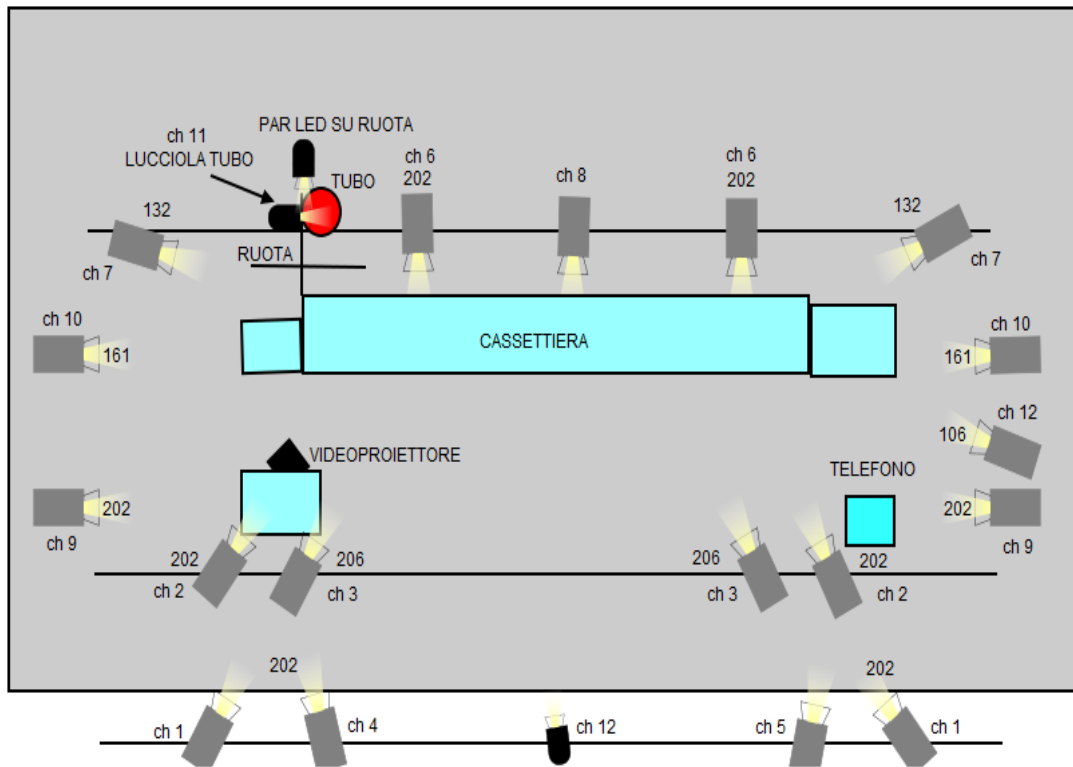 PAR LED SU RUOTA
ch 11
LUCCIOLA TUBO
ch 6
202
ch 8
ch 6
202
TUBO
132
132
RUOTA
ch 7
ch 7
ch 10
161
CASSETTIERA
ch 10
161
ch 12
106
VIDEOPROIETTORE
TELEFONO
202
ch 9
202
ch 9
202
ch 2
206
ch 3
206
ch 3
202
ch 2
202
202
ch 1
ch 4
ch 12
ch 5
ch 1